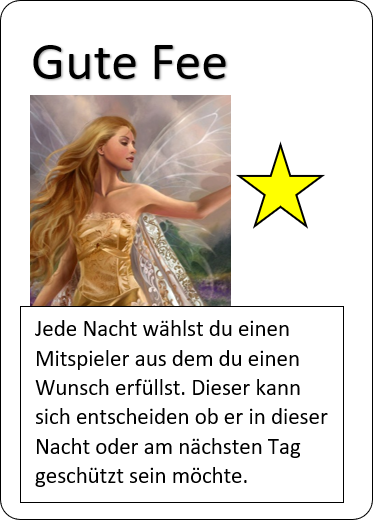 Gute Fee
Jede Nacht wählst du einen
Mitspieler aus dem du einen
Wunsch erfüllst. Dieser kann
sich entscheiden ob er in dieser
Nacht oder am nächsten Tag
geschützt sein möchte.